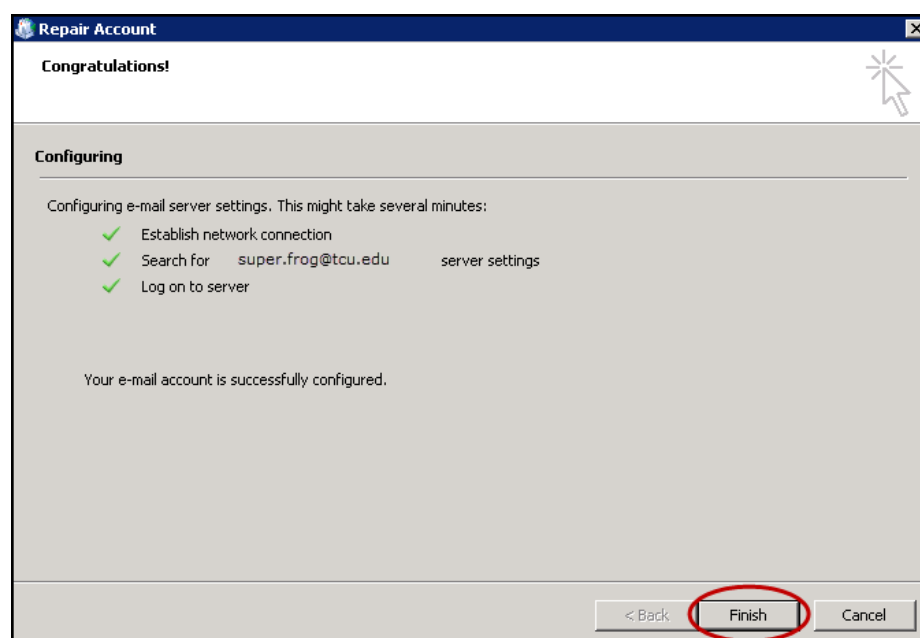 Repair Account
Congratulations!
Configuring
Configuring e-mail server settings. This might take several minutes:
Establish network connection
Search for super.frog@tcu.edu server settings
Log on to server
Your e-mail account is successfully configured.
< Back Finish Cancel